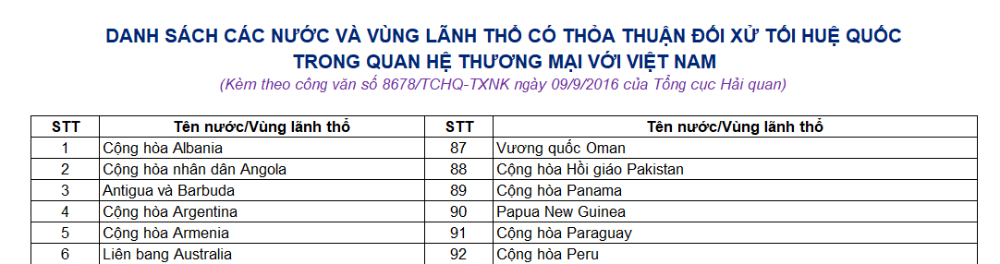 DANH SÁCH CÁC NƯỚC VÀ VÙNG LÃNH THỔ CÓ THỎA THUẬN ĐỐI XỬ TỐI HUỆ QUỐC
TRONG QUAN HỆ THƯƠNG MẠI VỚI VIỆT NAM
(Kèm theo công văn số 8678/TCHQ-TXNK ngày 09/9/2016 của Tổng cục Hải quan)
STT Tên nước/Vùng lãnh thổ STT Tên nước/Vùng lãnh thổ
1 Cộng hòa Albania 87 Vương quốc Oman
2 Cộng hòa nhân dân Angola 88 Cộng hòa Hồi giáo Pakistan
3 Antigua và Barbuda 89 Cộng hòa Panama
4 Cộng hòa Argentina 90 Papua New Guinea
5 Cộng hòa Armenia 91 Cộng hòa Paraguay
6 Liên bang Australia 92 Cộng hòa Peru